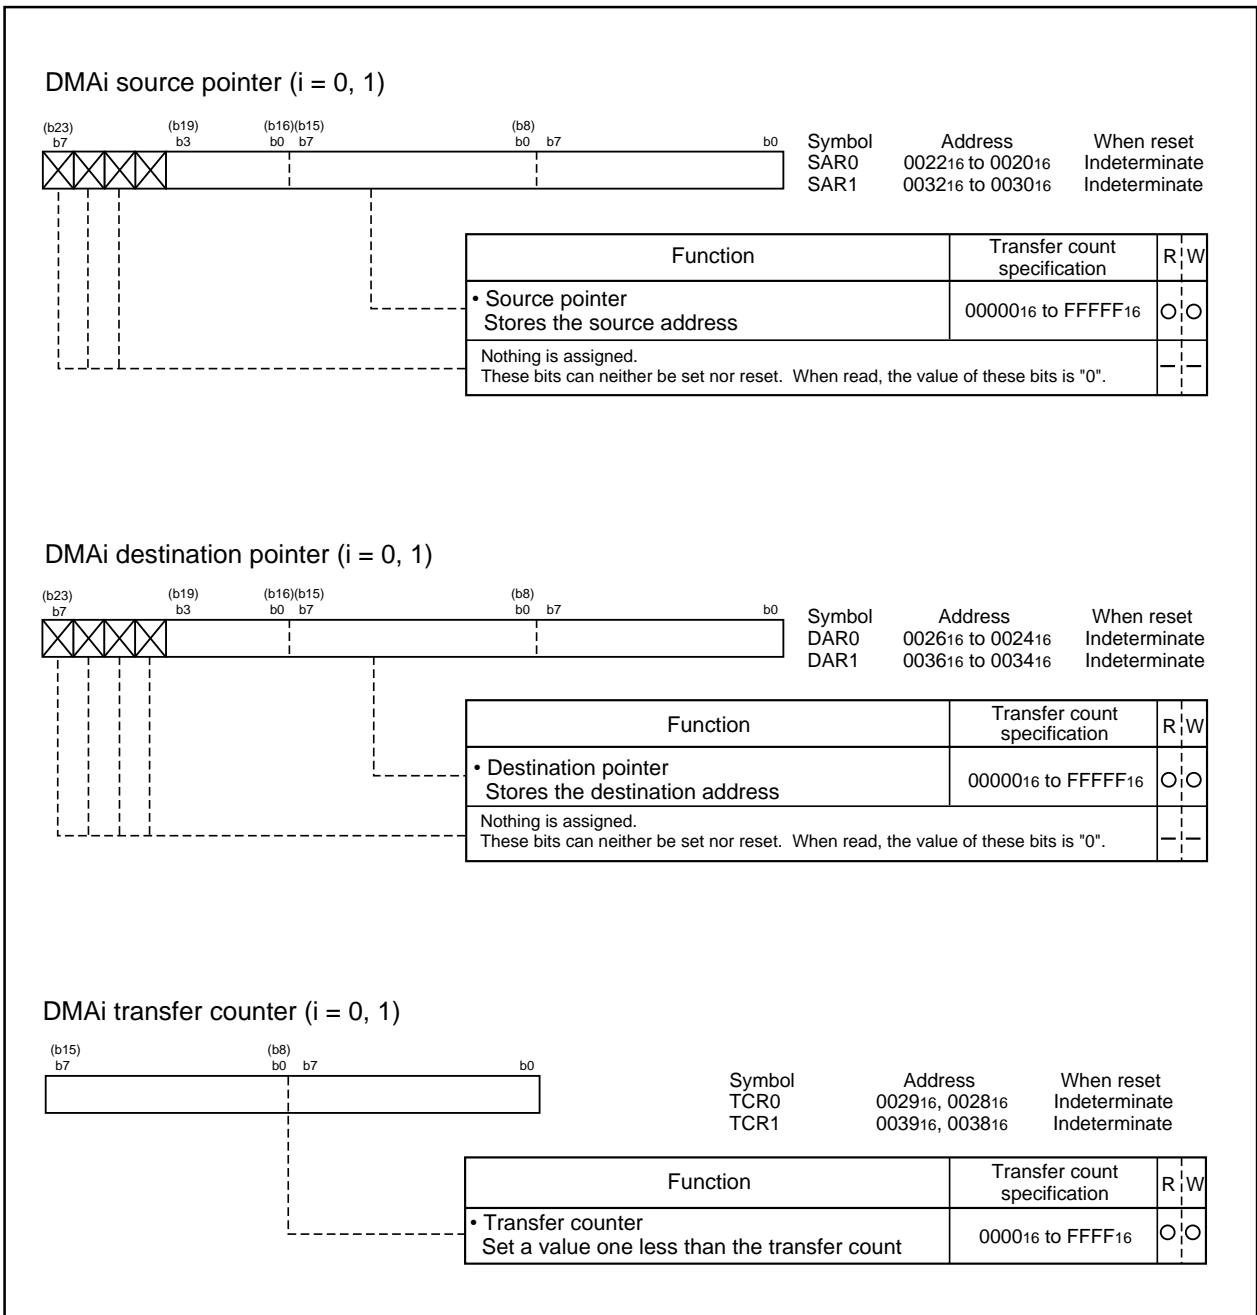 DMAi source pointer (i = 0, 1)
(b23) (b19) (b16)(b15) (b8)
b7 b3 b0 b7 b0 b7 b0
Symbol Address When reset
SAR0 002216 to 002016 Indeterminate
SAR1 003216 to 003016 Indeterminate
Function Transfer count specification R W
• Source pointer
Stores the source address 0000016 to FFFFF16
Nothing is assigned.
These bits can neither be set nor reset. When read, the value of these bits is "0".
DMAi destination pointer (i = 0, 1)
(b23) (b19) (b16)(b15) (b8)
b7 b3 b0 b7 b0 b7 b0
Symbol Address When reset
DAR0 002616 to 002416 Indeterminate
DAR1 003616 to 003416 Indeterminate
Function Transfer count specification R W
• Destination pointer
Stores the destination address 0000016 to FFFFF16
Nothing is assigned.
These bits can neither be set nor reset. When read, the value of these bits is "0".
DMAi transfer counter (i = 0, 1)
(b15) (b8)
b7 b0 b7 b0
Symbol Address When reset
TCR0 002916, 002816 Indeterminate
TCR1 003916, 003816 Indeterminate
Function Transfer count specification R W
• Transfer counter
Set a value one less than the transfer count 000016 to FFFF16